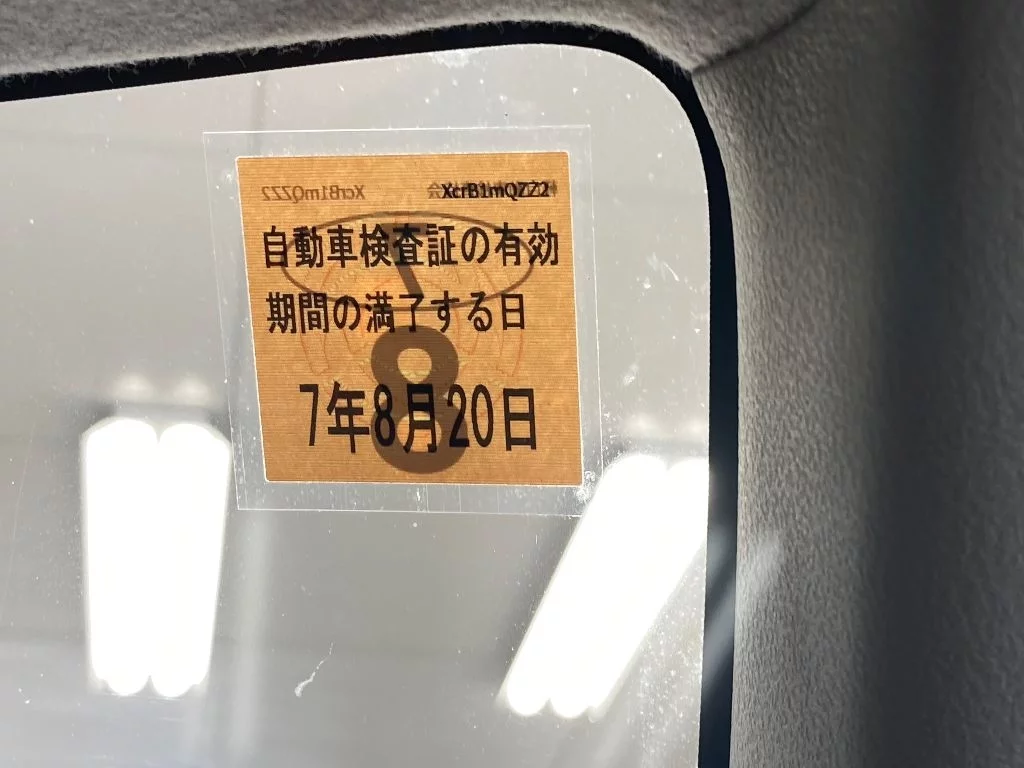 XcrB1mQZZ2
自動車検査証の有効
期間の満了する日
7年8月20日
8